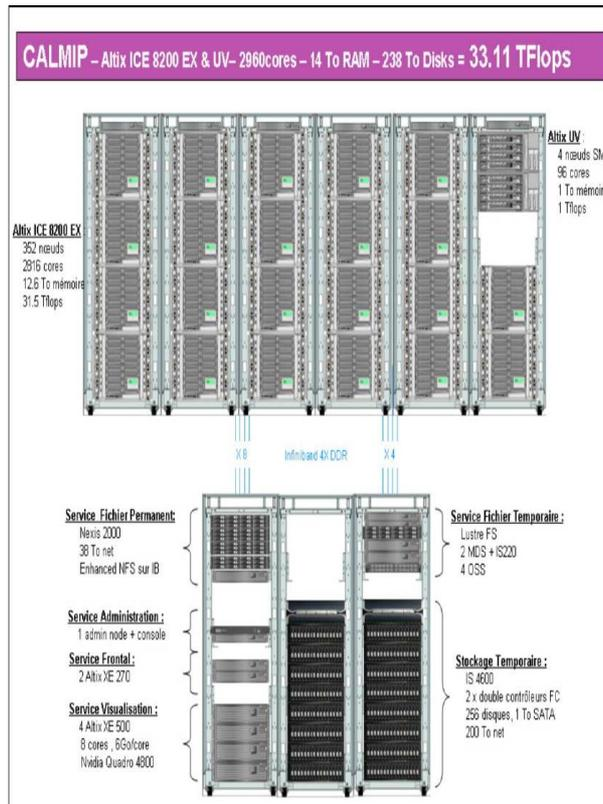 CALMIP – Altix ICE 8200 EX & UV– 2960cores – 14 To RAM – 238 To Disks = 33.11 TFlops
Altix UV :
4 nœuds SM
96 cores
1 To mémoir
1 Tflops
Altix ICE 8200 EX :
352 nœuds
2816 cores
12.6 To mémoire
31.5 Tflops
X 8
Infiniband 4X DDR
X 4
Service Fichier Permanent:
Nexis 2000
38 To net
Enhanced NFS sur IB
Service Fichier Temporaire :
Lustre FS
2 MDS + IS220
4 OSS
Service Administration :
1 admin node + console
Service Frontal :
2 Altix XE 270
Service Visualisation :
4 Altix XE 500
8 cores , 6Go/core
Nvidia Quadro 4800
Stockage Temporaire :
IS 4600
2 x double contrôleurs FC
256 disques, 1 To SATA
200 To net